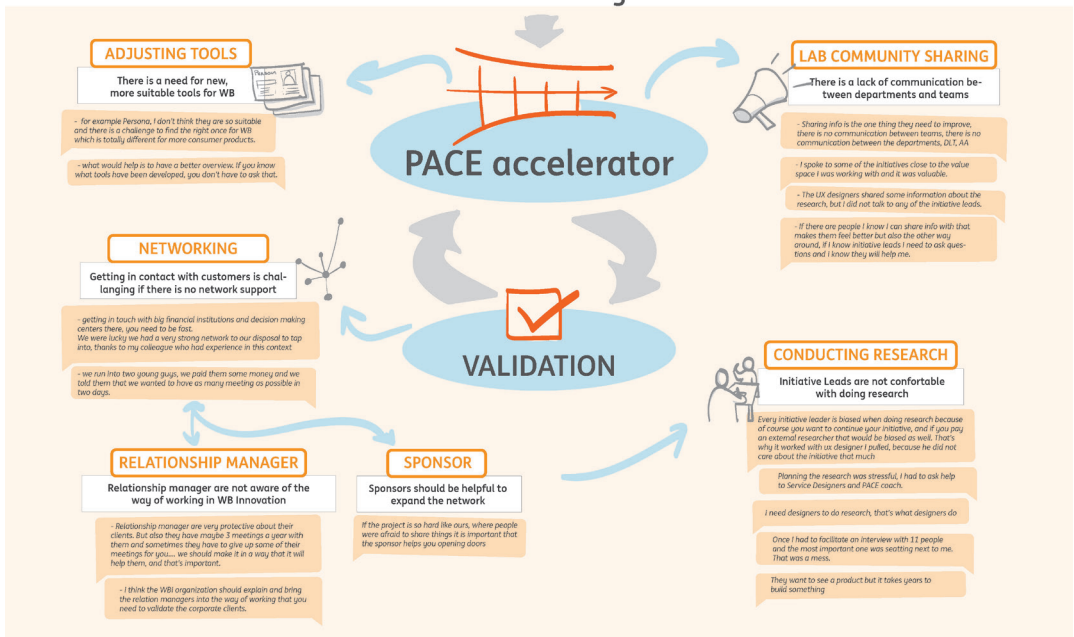 ADJUSTING TOOLS
There is a need for new,
more suitable tools for WB
- for example Persona, I don't think they are so suitable
and there is a challenge to find the right once for WB
which is totally different for more consumer products.
- what would help is to have a better overview. If you know
what tools have been developed, you don't have to ask that.
PERSONA
PACE accelerator
LAB COMMUNITY SHARING
There is a lack of communication be-
tween departments and teams
- Sharing info is the one thing they need to improve,
there is no communication between teams, there is no
communication between the departments, DLT, AA
- I spoke to some of the initiatives close to the value
space I was working with and it was valuable.
- The UX designers shared some information about the
research, but I did not talk to any of the initiative leads.
- If there are people I know I can share info with that
makes them feel better but also the other way
around, if I know initiative leads I need to ask ques-
tions and I know they will help me.
NETWORKING
Getting in contact with customers is chal-
langing if there is no network support
- getting in touch with big financial institutions and decision making
centers there, you need to be fast.
We were lucky we had a very strong network to our disposal to tap
into, thanks to my colleague who had experience in this context
- we run into two young guys, we paid them some money and we
told them that we wanted to have as many meeting as possible in
two days.
VALIDATION
CONDUCTING RESEARCH
Initiative Leads are not confortable
with doing research
Every initiative leader is biased when doing research because
of course you want to continue your initiative, and if you pay
an external researcher that would be biased as well. That's
why it worked with ux designer I pulled, because he did not
care about the initiative that much
Planning the research was stressful, I had to ask help
to Service Designers and PACE coach.
I need designers to do research, that's what designers do
Once I had to facilitate an interview with 11 people
and the most important one was seatting next to me.
That was a mess.
They want to see a product but it takes years to
build something
RELATIONSHIP MANAGER
Relationship manager are not aware of the
way of working in WB Innovation
- Relationship manager are very protective about their
clients. But also they have maybe 3 meetings a year with
them and sometimes they have to give up some of their
meetings for you.... we should make it in a way that it will
help them, and that's important.
- I think the WBI organization should explain and bring
the relation managers into the way of working that you
need to validate the corporate clients.
SPONSOR
Sponsors should be helpful to
expand the network
If the project is so hard like ours, where people
were afraid to share things it is important that
the sponsor helps you opening doors